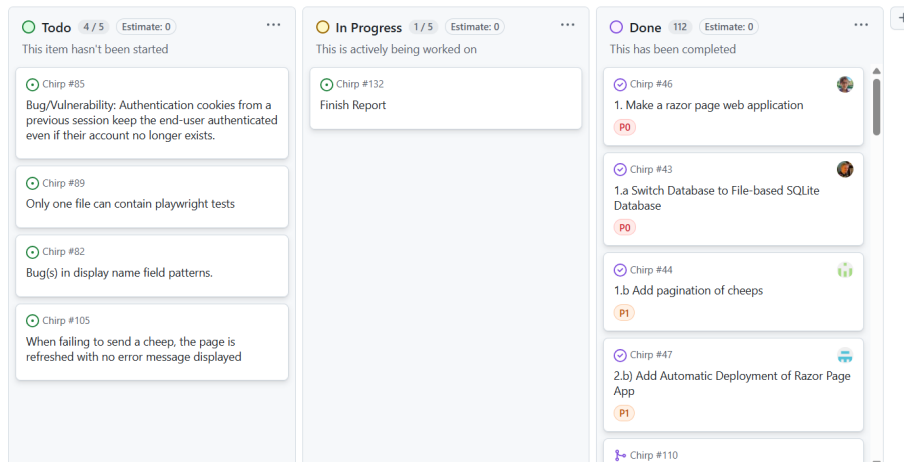 Todo 4 / 5 Estimate: 0 ...
This item hasn't been started
Chirp #85
Bug/Vulnerability: Authentication cookies from a
previous session keep the end-user authenticated
even if their account no longer exists.
Chirp #89
Only one file can contain playwright tests
Chirp #82
Bug(s) in display name field patterns.
Chirp #105
When failing to send a cheep, the page is
refreshed with no error message displayed
In Progress 1 / 5 Estimate: 0 ...
This is actively being worked on
Chirp #132
Finish Report
Done 112 Estimate: 0 ...
This has been completed
Chirp #46
1. Make a razor page web application
P0
Chirp #43
1.a Switch Database to File-based SQLite
Database
P0
Chirp #44
1.b Add pagination of cheeps
P1
Chirp #47
2.b) Add Automatic Deployment of Razor Page
App
P1
Chirp #110
+